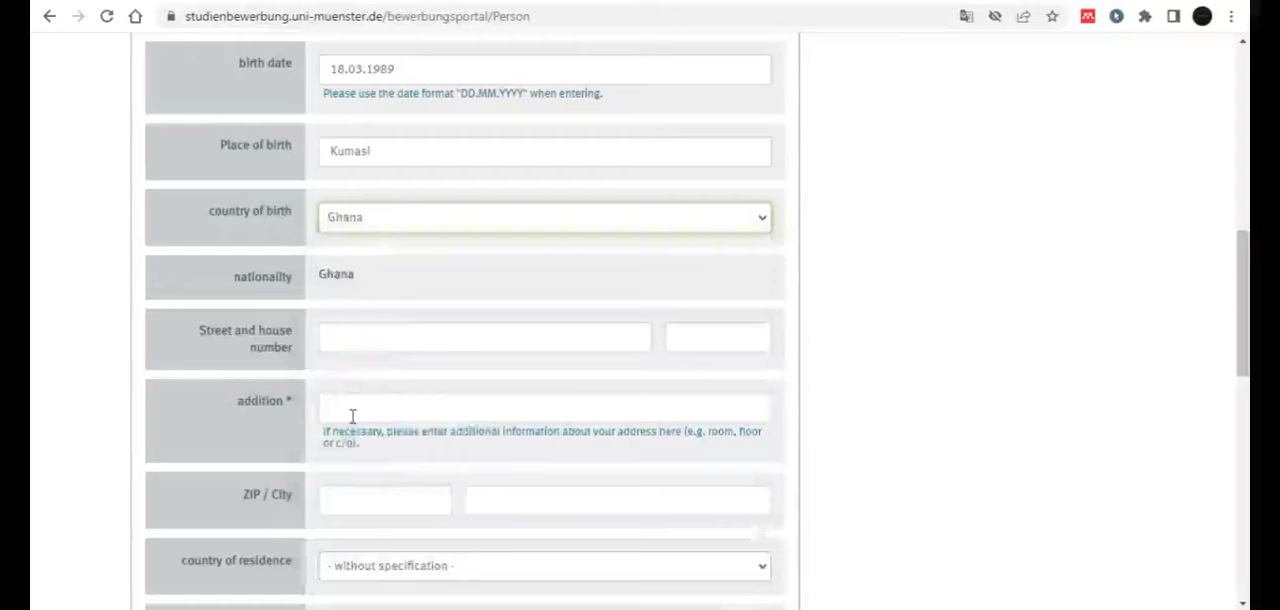 studienbewerbung.uni-muenster.de/bewerbungsportal/Person
birth date
18.03.1989
Please use the date format "DD.MM.YYYY" when entering.
Place of birth
Kumasi
country of birth
Ghana
nationality
Ghana
Street and house
number
addition *
If necessary, please enter additional information about your address here (e.g. room, floor
or c/o).
ZIP / City
country of residence
- without specification -